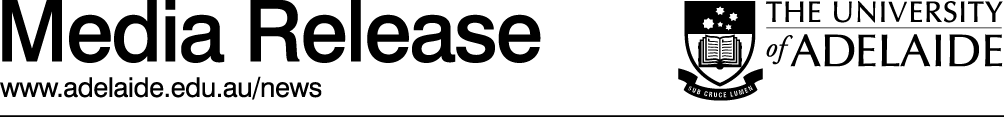 Media Release
www.adelaide.edu.au/news
THE UNIVERSITY
of ADELAIDE
SUB CRUCE LUMEN